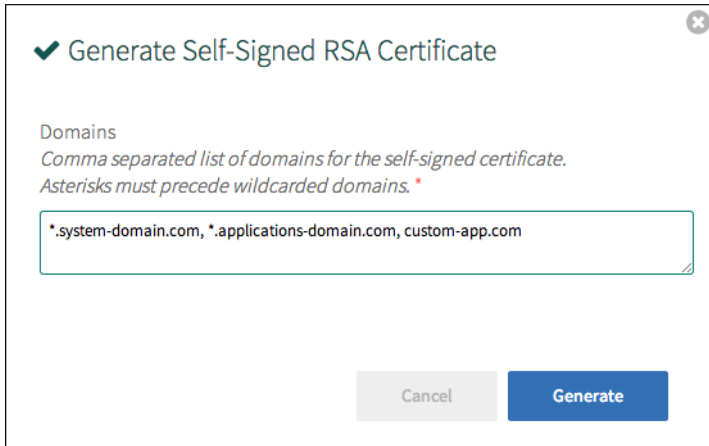 Generate Self-Signed RSA Certificate
Domains
Comma separated list of domains for the self-signed certificate.
Asterisks must precede wildcarded domains. *
*.system-domain.com, *.applications-domain.com, custom-app.com
Cancel Generate